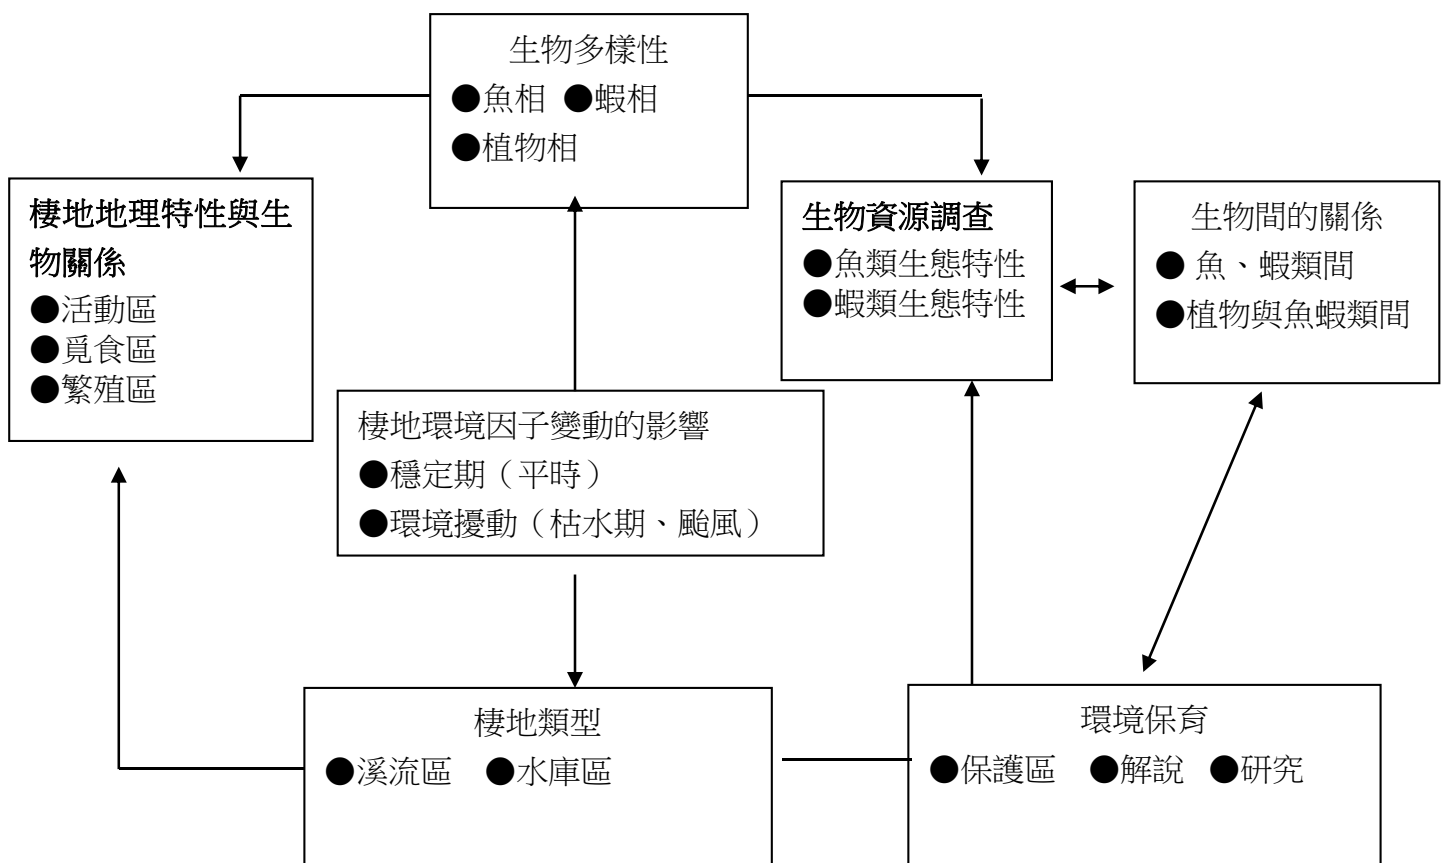 生物多樣性
●魚相 ●蝦相
●植物相
棲地地理特性與生
物關係
●活動區
●覓食區
●繁殖區
生物資源調查
●魚類生態特性
●蝦類生態特性
生物間的關係
● 魚、蝦類間
●植物與魚蝦類間
棲地環境因子變動的影響
●穩定期（平時）
●環境擾動（枯水期、颱風）
棲地類型
●溪流區 ●水庫區
環境保育
●保護區 ●解說 ●研究